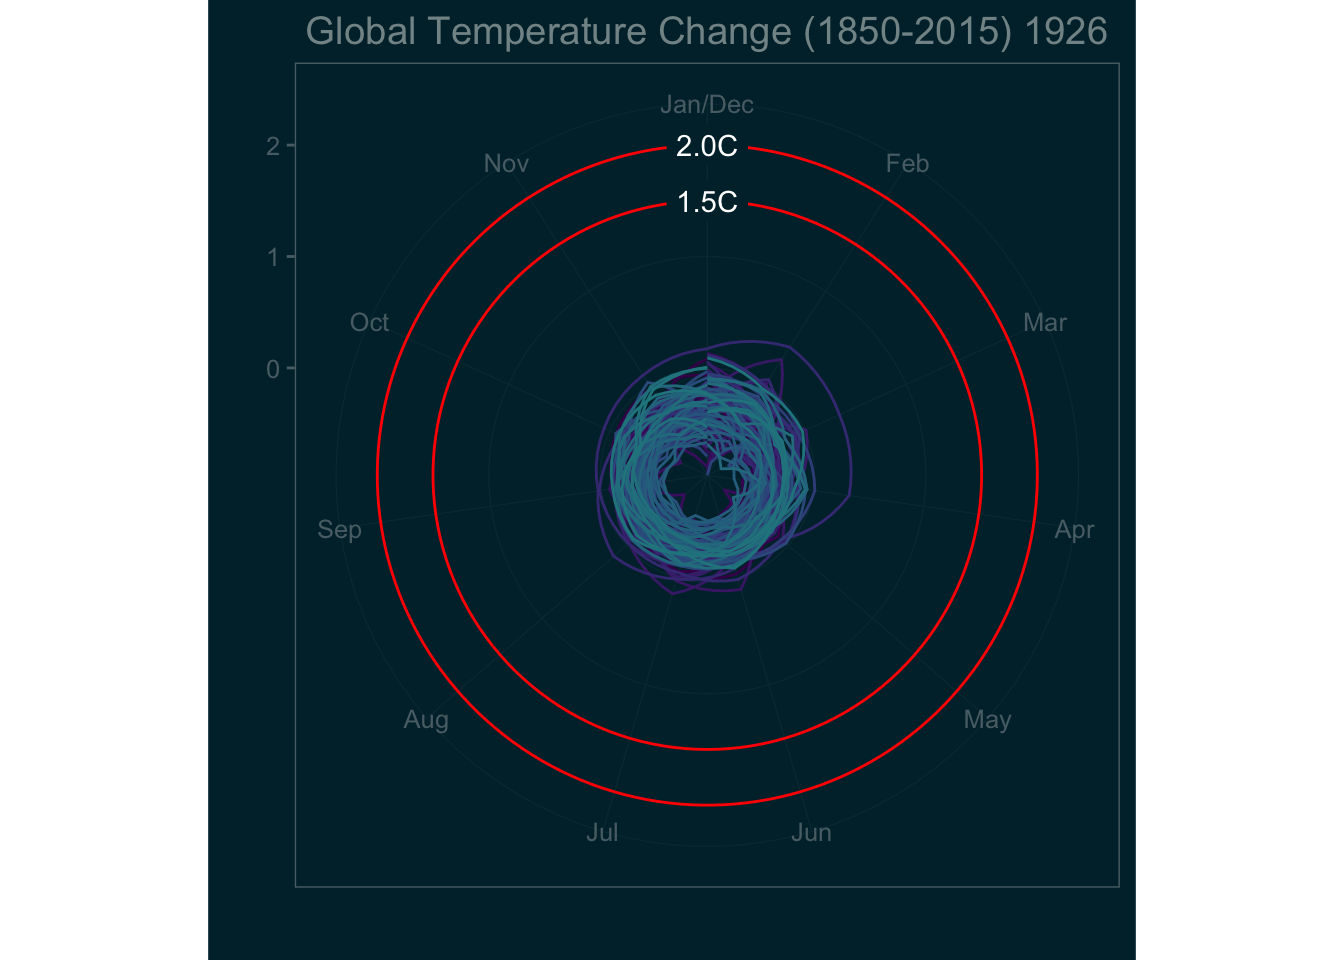 Global Temperature Change (1850-2015) 1926
Jan/Dec
2
2.0C
Nov
Feb
1.5C
1
Oct
Mar
0
Sep
Apr
Aug
May
Jul
Jun